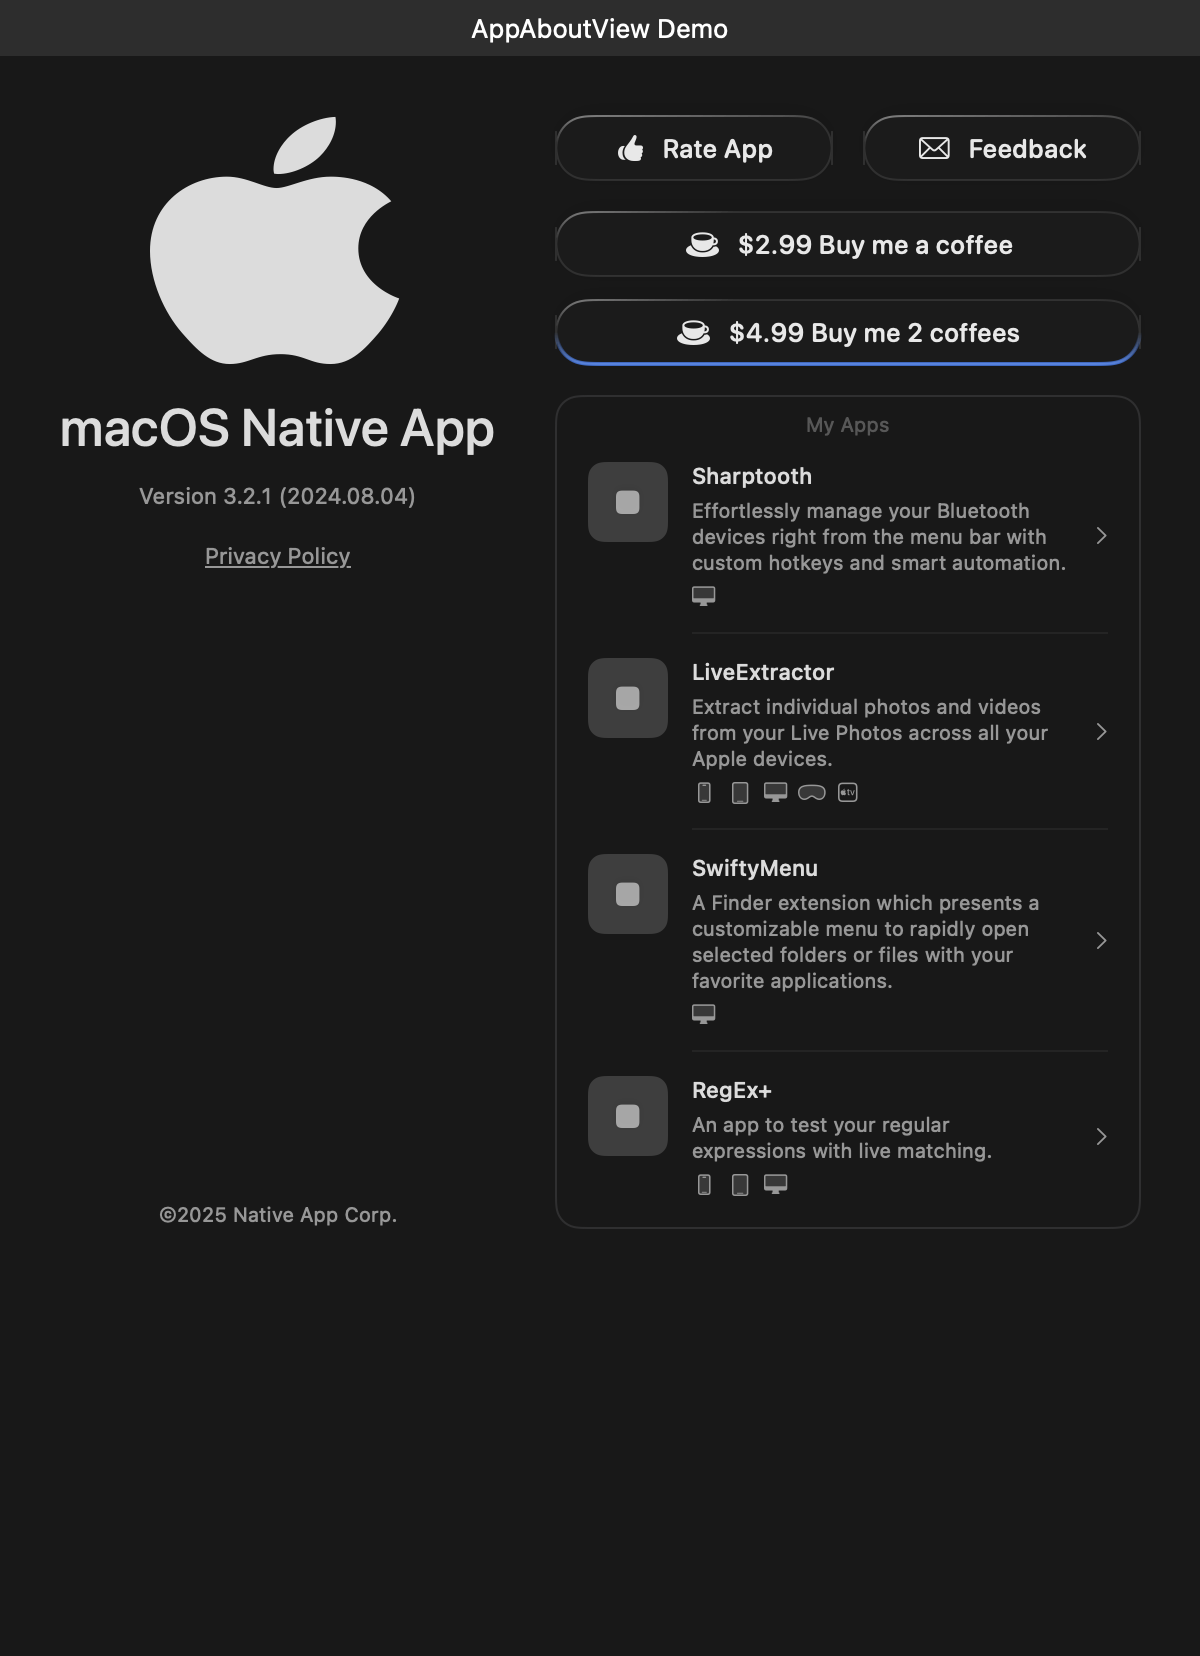 AppAboutView Demo
macOS Native App
Version 3.2.1 (2024.08.04)
Privacy Policy
©2025 Native App Corp.
Rate App
Feedback
$2.99 Buy me a coffee
$4.99 Buy me 2 coffees
My Apps
Sharptooth
Effortlessly manage your Bluetooth
devices right from the menu bar with
custom hotkeys and smart automation.
LiveExtractor
Extract individual photos and videos
from your Live Photos across all your
Apple devices.
tv
SwiftyMenu
A Finder extension which presents a
customizable menu to rapidly open
selected folders or files with your
favorite applications.
RegEx+
An app to test your regular
expressions with live matching.